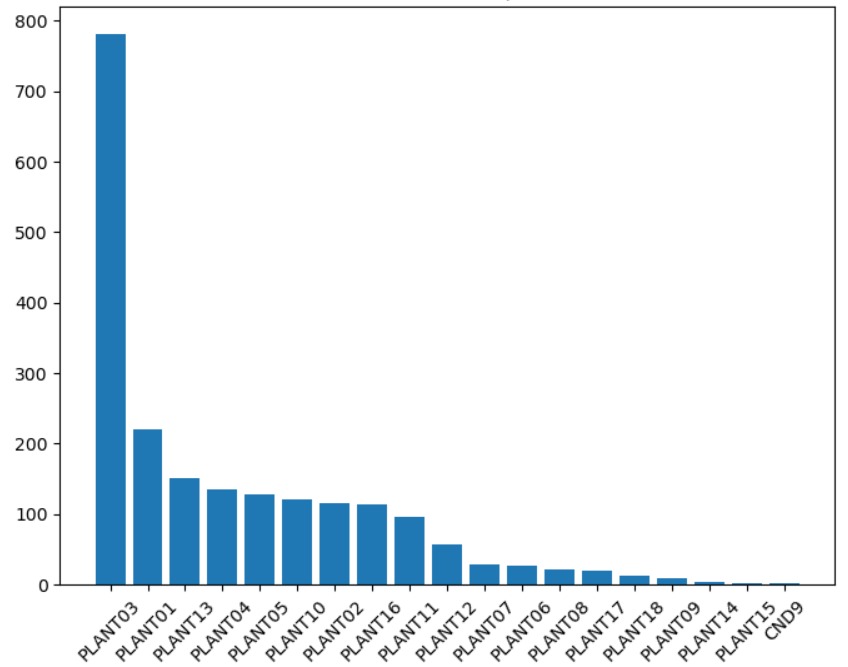 800
700
600
500
400
300
200
100
0
PLANT03
PLANT01
PLANT13
PLANT04
PLANT05
PLANT10
PLANT02
PLANT16
PLANT11
PLANT12
PLANT07
PLANT06
PLANT08
PLANT17
PLANT18
PLANT09
PLANT14
PLANT15
CND9